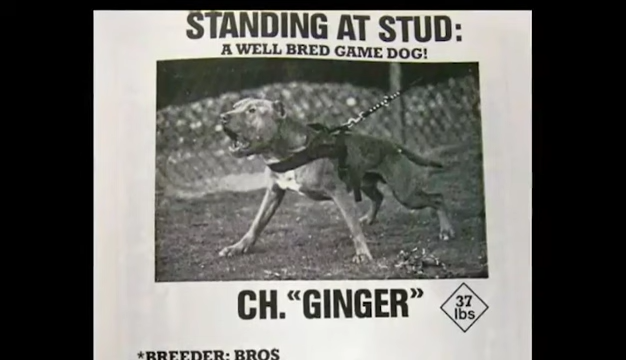 STANDING AT STUD:
A WELL BRED GAME DOG!
CH. "GINGER"
37
lbs
*BREEDER: BROS